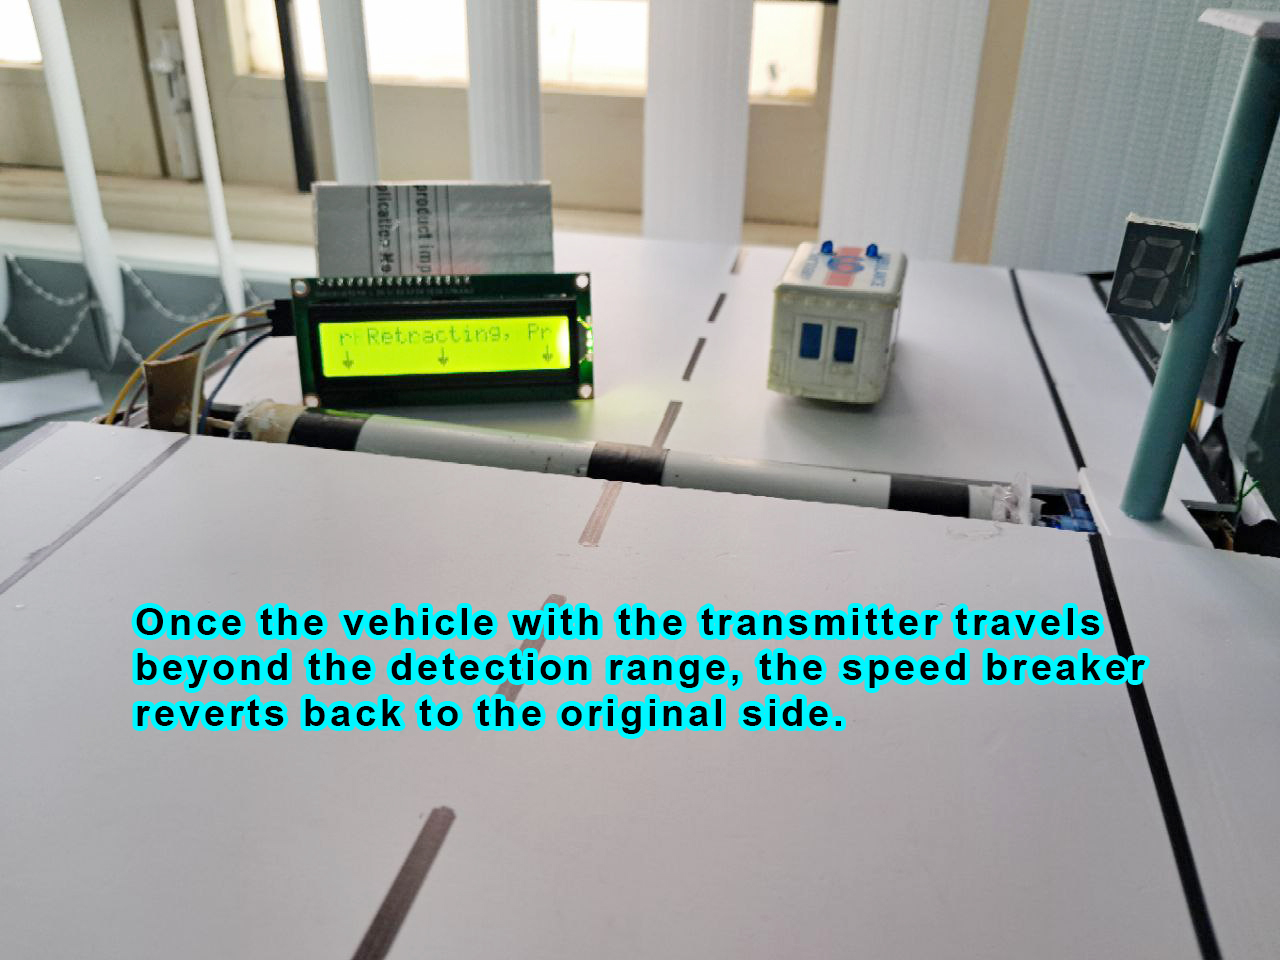 product imp
plication
r Retracting, Pr
Once the vehicle with the transmitter travels
beyond the detection range, the speed breaker
reverts back to the original side.